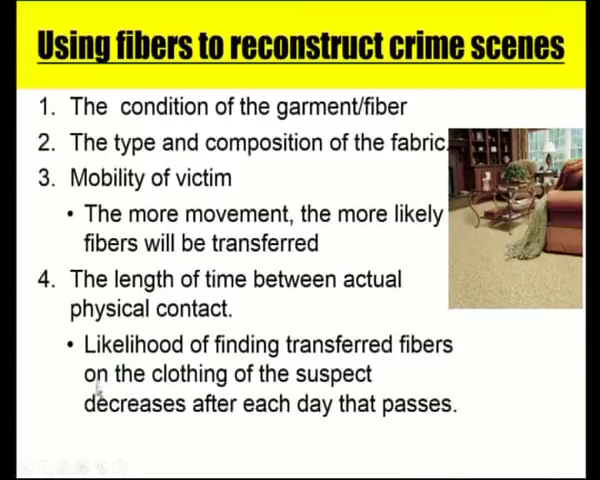 Using fibers to reconstruct crime scenes
1. The condition of the garment/fiber
2. The type and composition of the fabric.
3. Mobility of victim
• The more movement, the more likely
fibers will be transferred
4. The length of time between actual
physical contact.
• Likelihood of finding transferred fibers
on the clothing of the suspect
decreases after each day that passes.